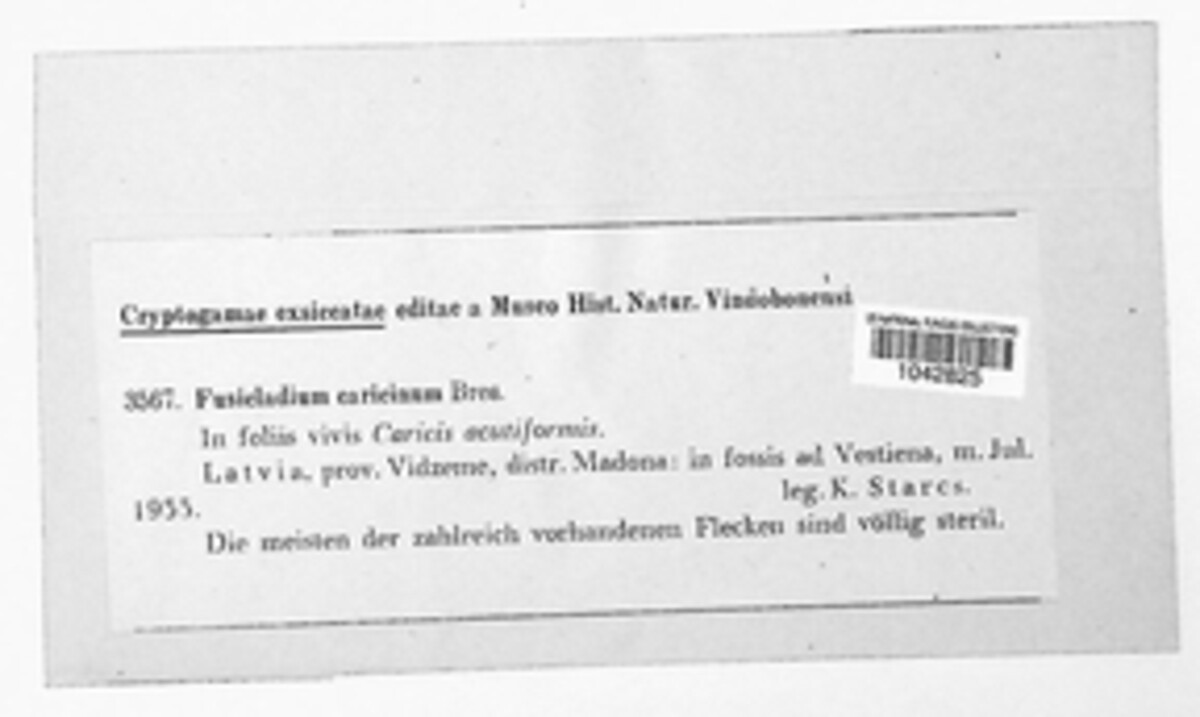 Cryptogamae exsiccatae editae a Museo Hist. Natur. Vindobonensi
1042825
3567. Fusicladium caricinum Bres.
In foliis vivis Caricis acutiformis.
Latvia, prov. Vidzeme, distr. Madona: in fossis ad Vestiena, m. Jul.
1935. leg. K. Starcs.
Die meisten der zahlreich vorhandenen Flecken sind völlig steril.